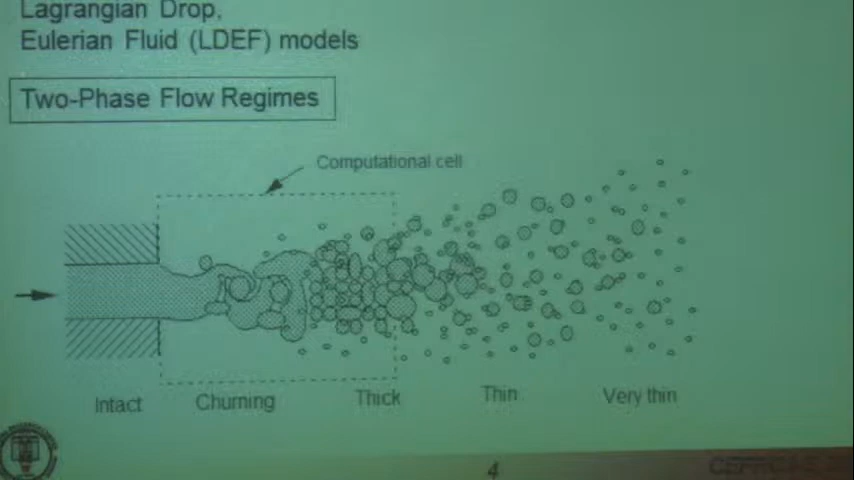 Lagrangian Drop,
Eulerian Fluid (LDEF) models
Two-Phase Flow Regimes
Computational cell
Intact Churning Thick Thin Very thin
4